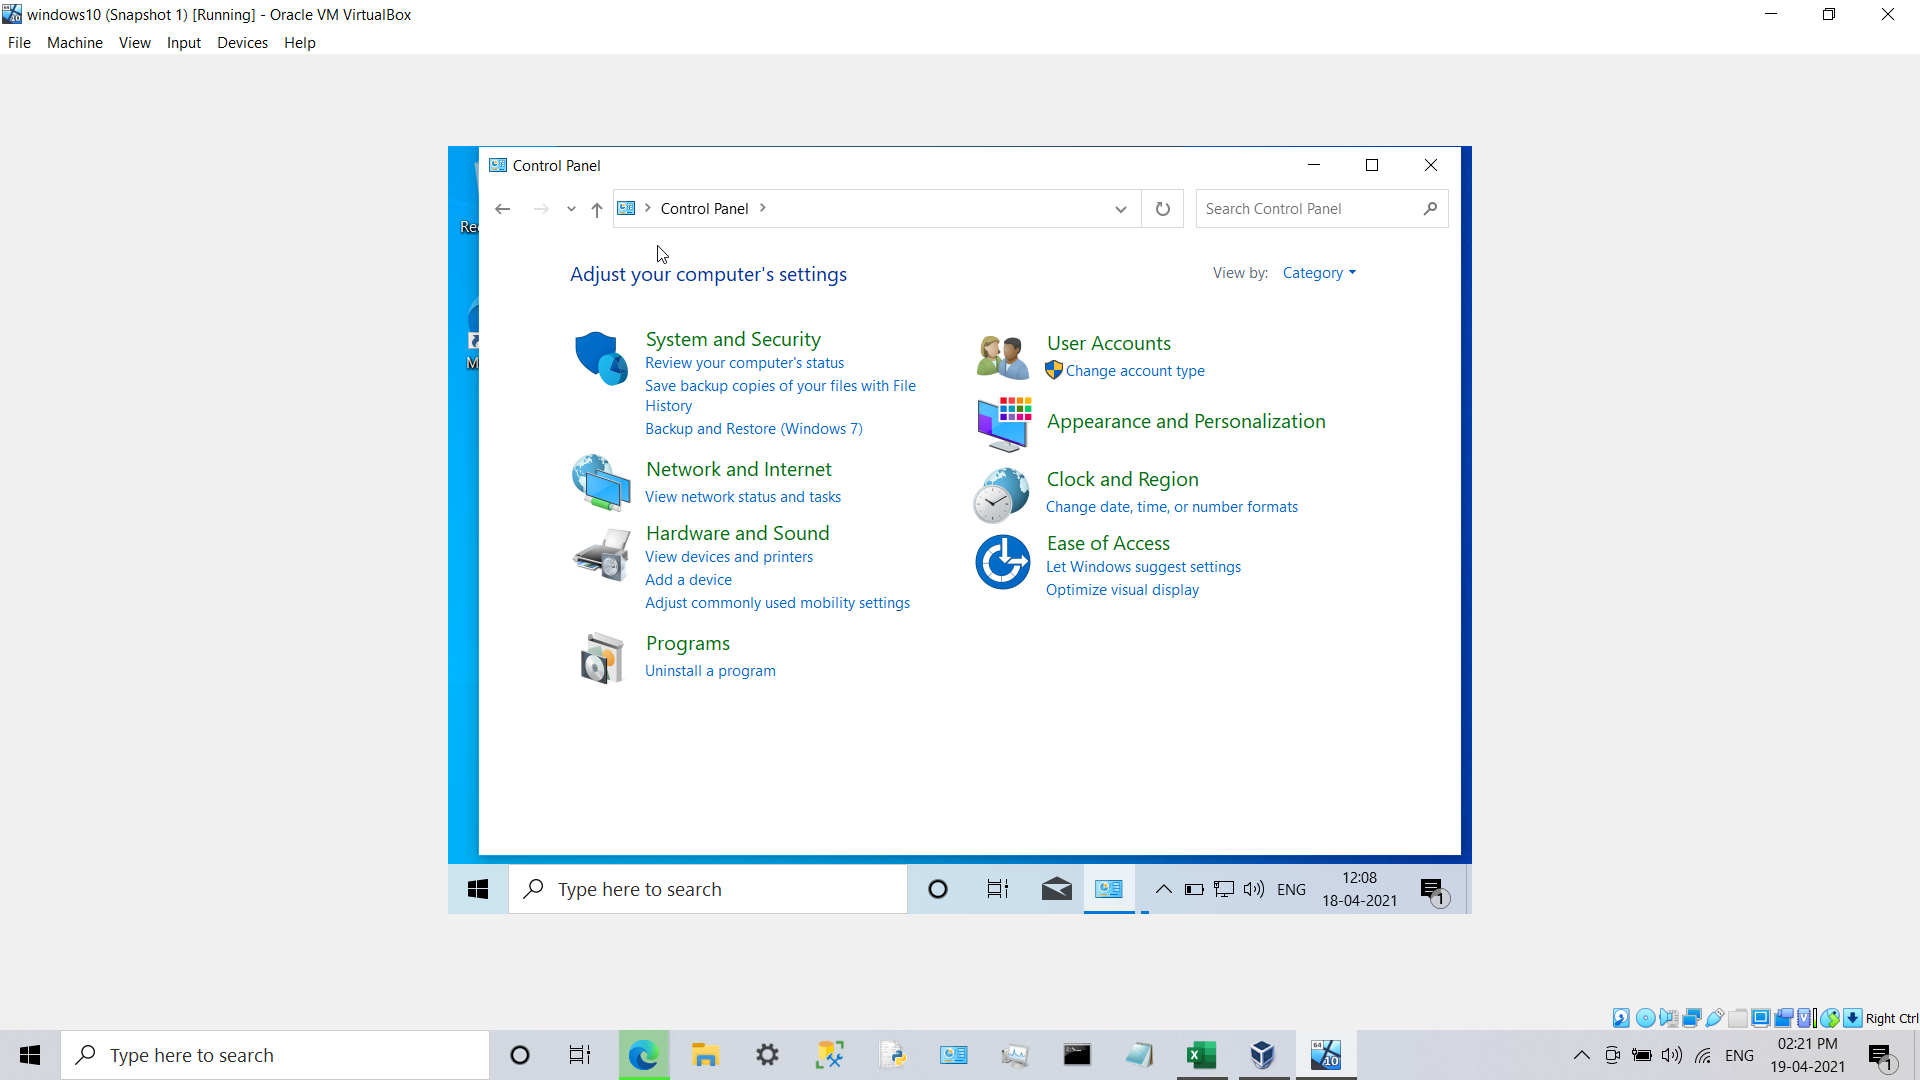 windows10 (Snapshot 1) [Running] - Oracle VM VirtualBox
File Machine View Input Devices Help
Control Panel
Control Panel
Search Control Panel
Adjust your computer's settings
View by: Category
System and Security
Review your computer's status
Save backup copies of your files with File
History
Backup and Restore (Windows 7)
Network and Internet
View network status and tasks
Hardware and Sound
View devices and printers
Add a device
Adjust commonly used mobility settings
Programs
Uninstall a program
User Accounts
Change account type
Appearance and Personalization
Clock and Region
Change date, time, or number formats
Ease of Access
Let Windows suggest settings
Optimize visual display
Type here to search
ENG
12:08
18-04-2021
1
Right Ctrl
Type here to search
64
10
ENG
02:21 PM
19-04-2021
1